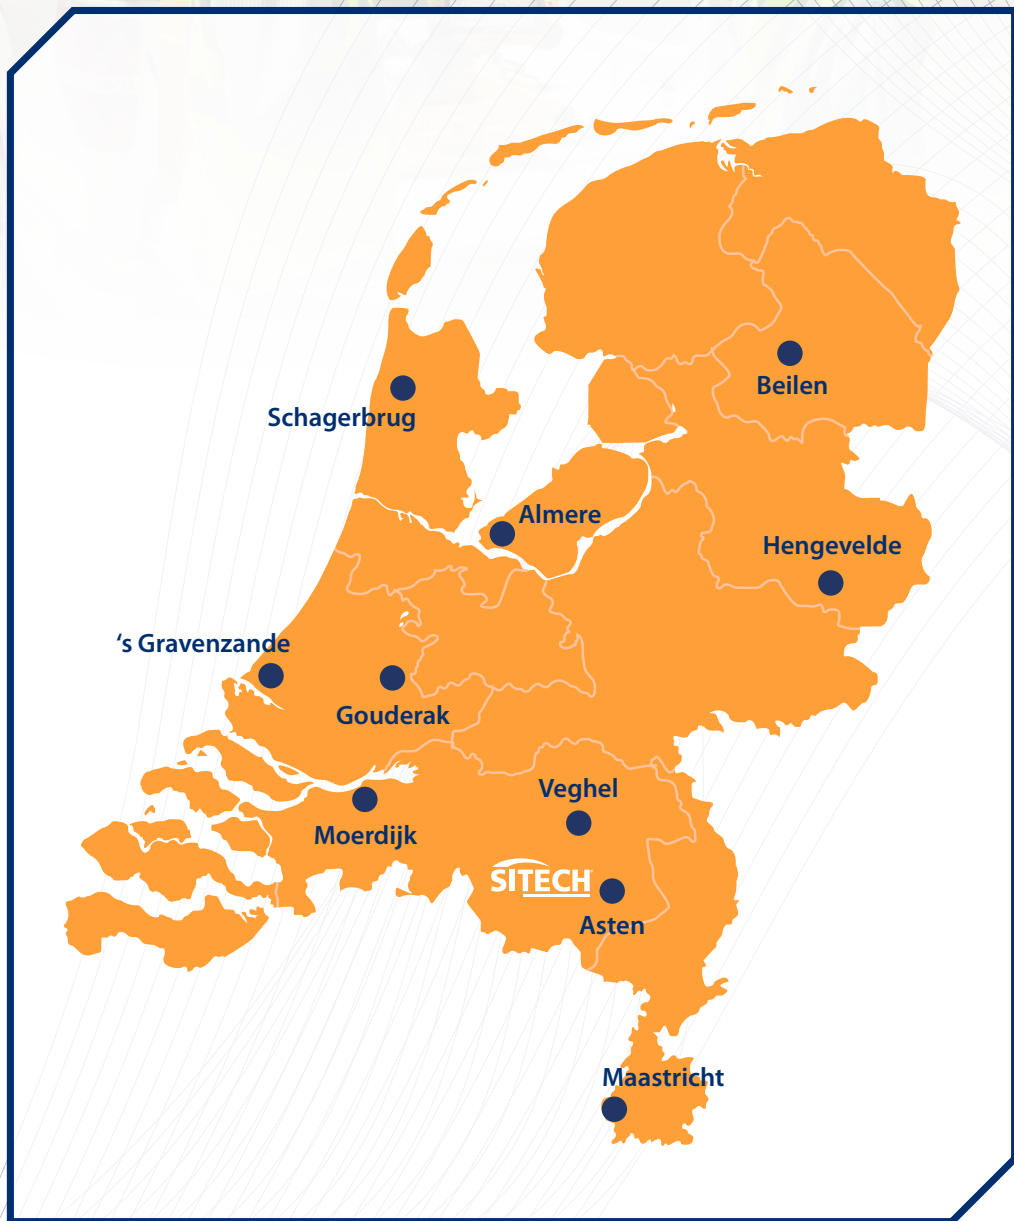 Beilen
Schagerbrug
Almere
Hengevelde
‘s Gravenzande
Gouderak
Veghel
Moerdijk
SITECH
Asten
Maastricht